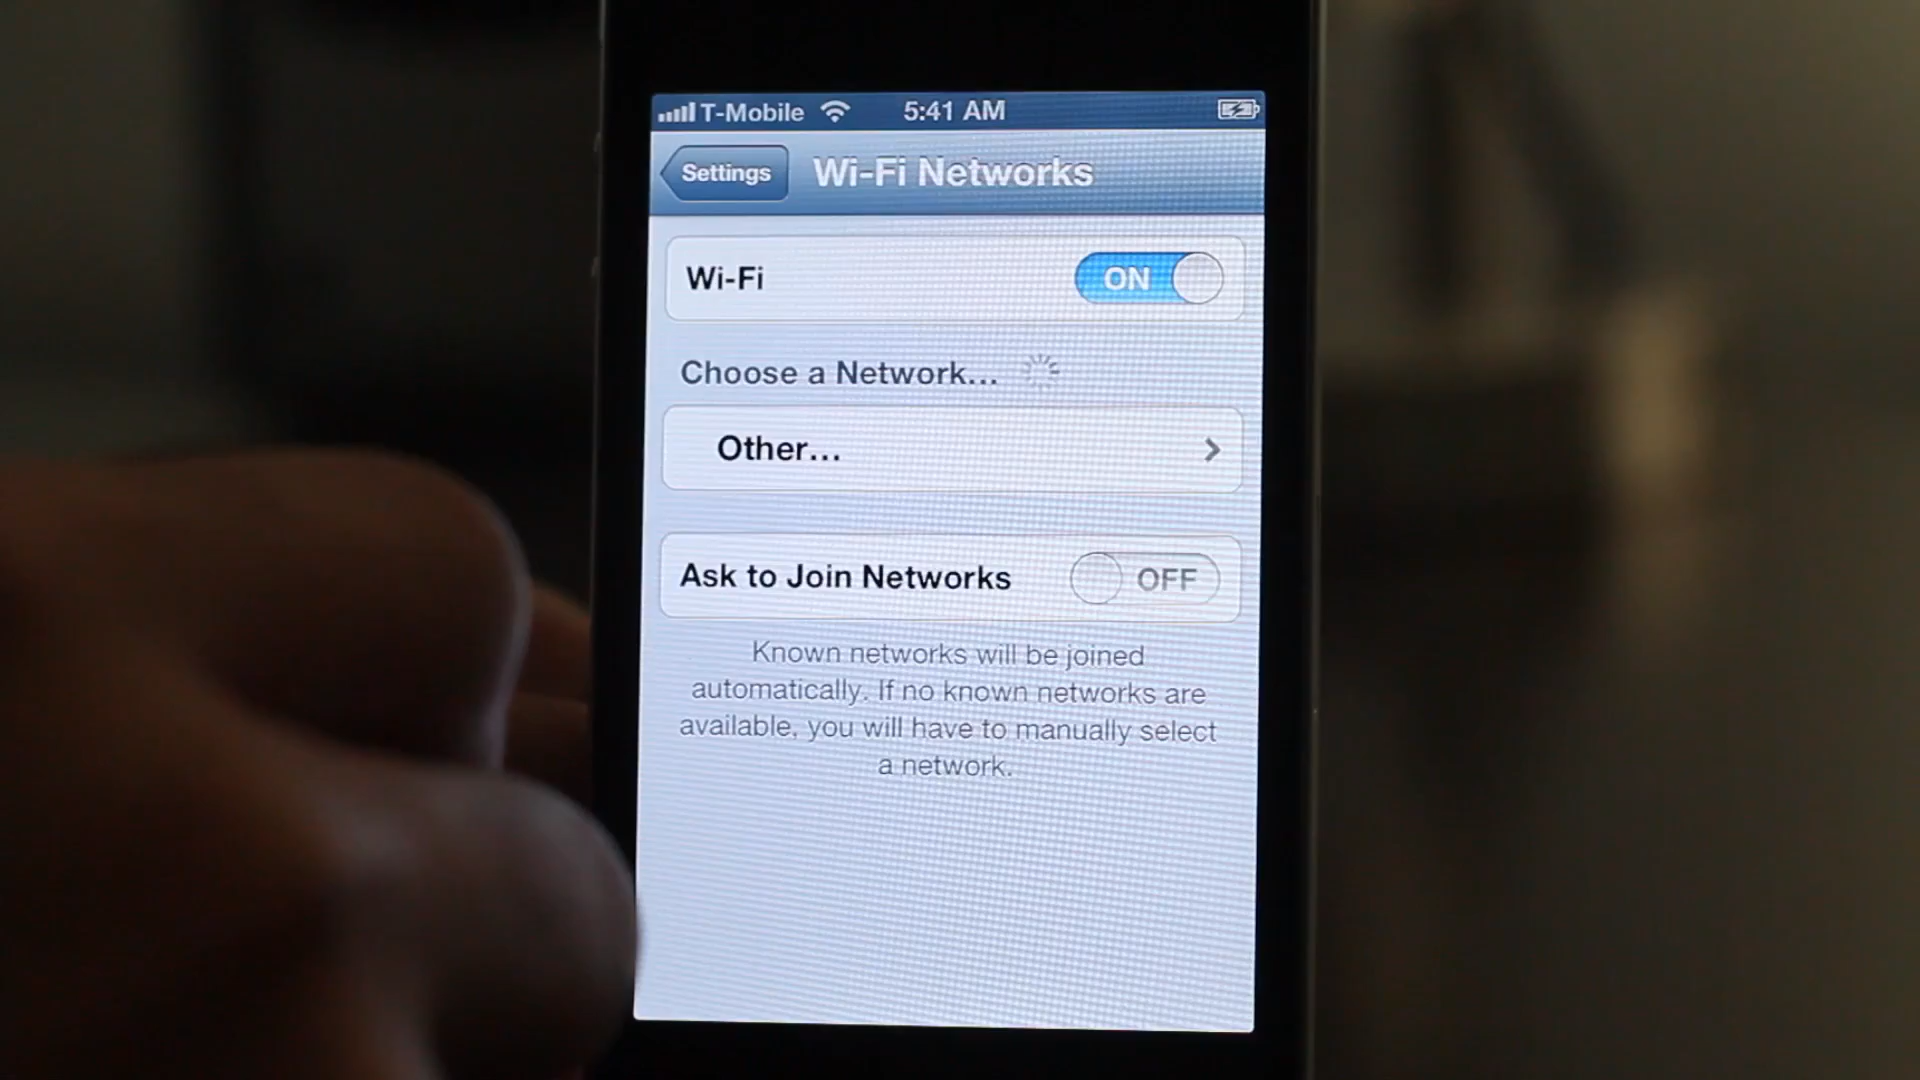 T-Mobile 5:41 AM
Settings Wi-Fi Networks
Wi-Fi ON
Choose a Network...
Other...
Ask to Join Networks OFF
Known networks will be joined
automatically. If no known networks are
available, you will have to manually select
a network.